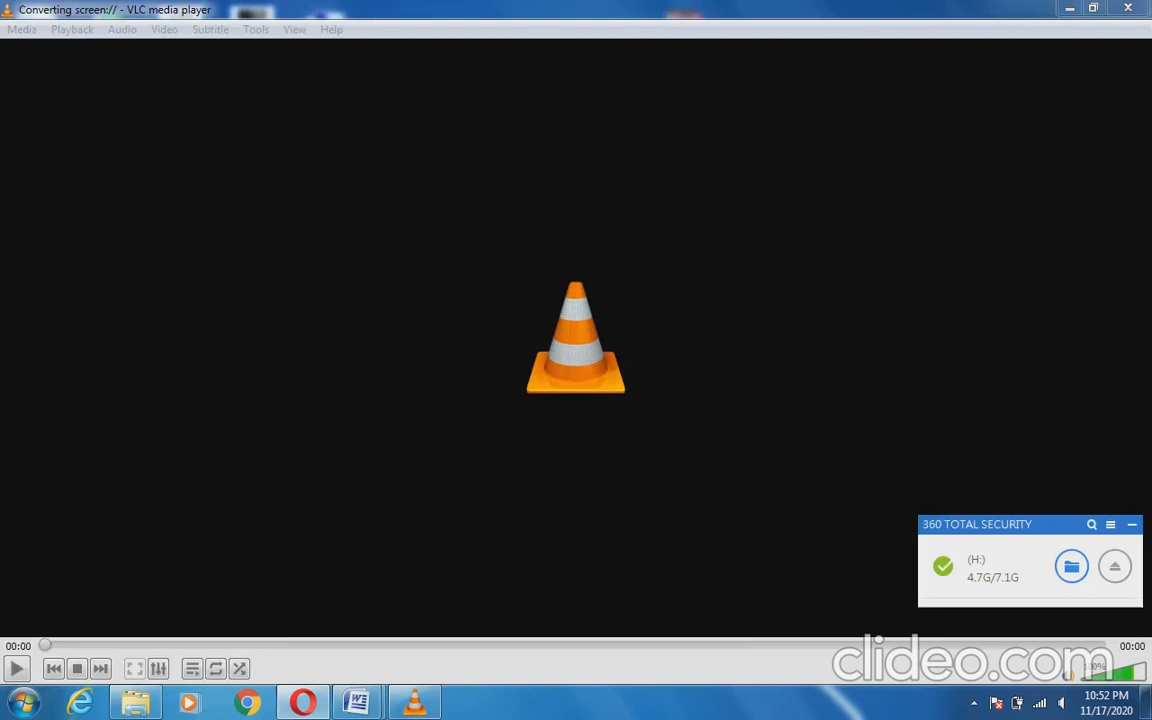 Converting screen:// - VLC media player
Media Playback Audio Video Subtitle Tools View Help
360 TOTAL SECURITY
(H:)
4.7G/7.1G
00:00
00:00
clideo.com
100%
10:52 PM
11/17/2020